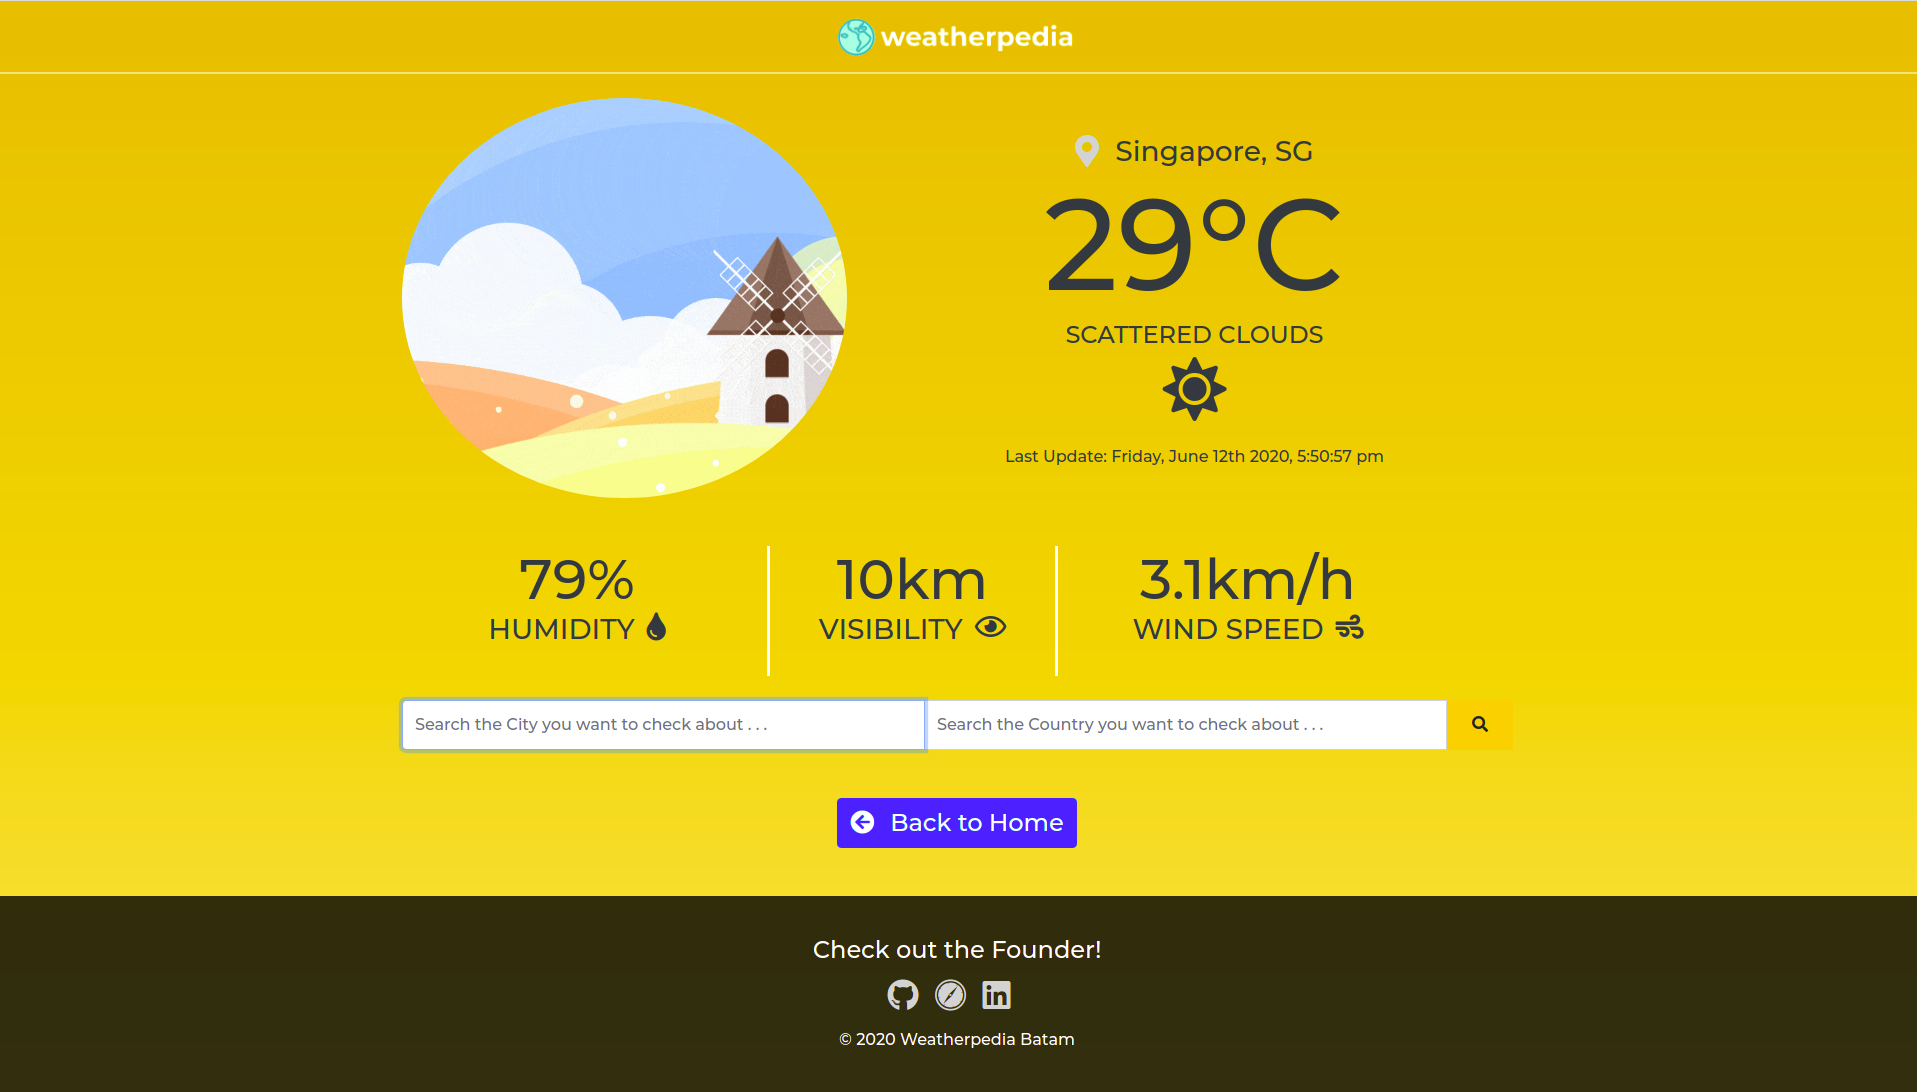 weatherpedia
Singapore, SG
29°C
SCATTERED CLOUDS
Last Update: Friday, June 12th 2020, 5:50:57 pm
79%
HUMIDITY
10km
VISIBILITY
3.1km/h
WIND SPEED
Search the City you want to check about . . .
Search the Country you want to check about . . .
Back to Home
Check out the Founder!
in
© 2020 Weatherpedia Batam